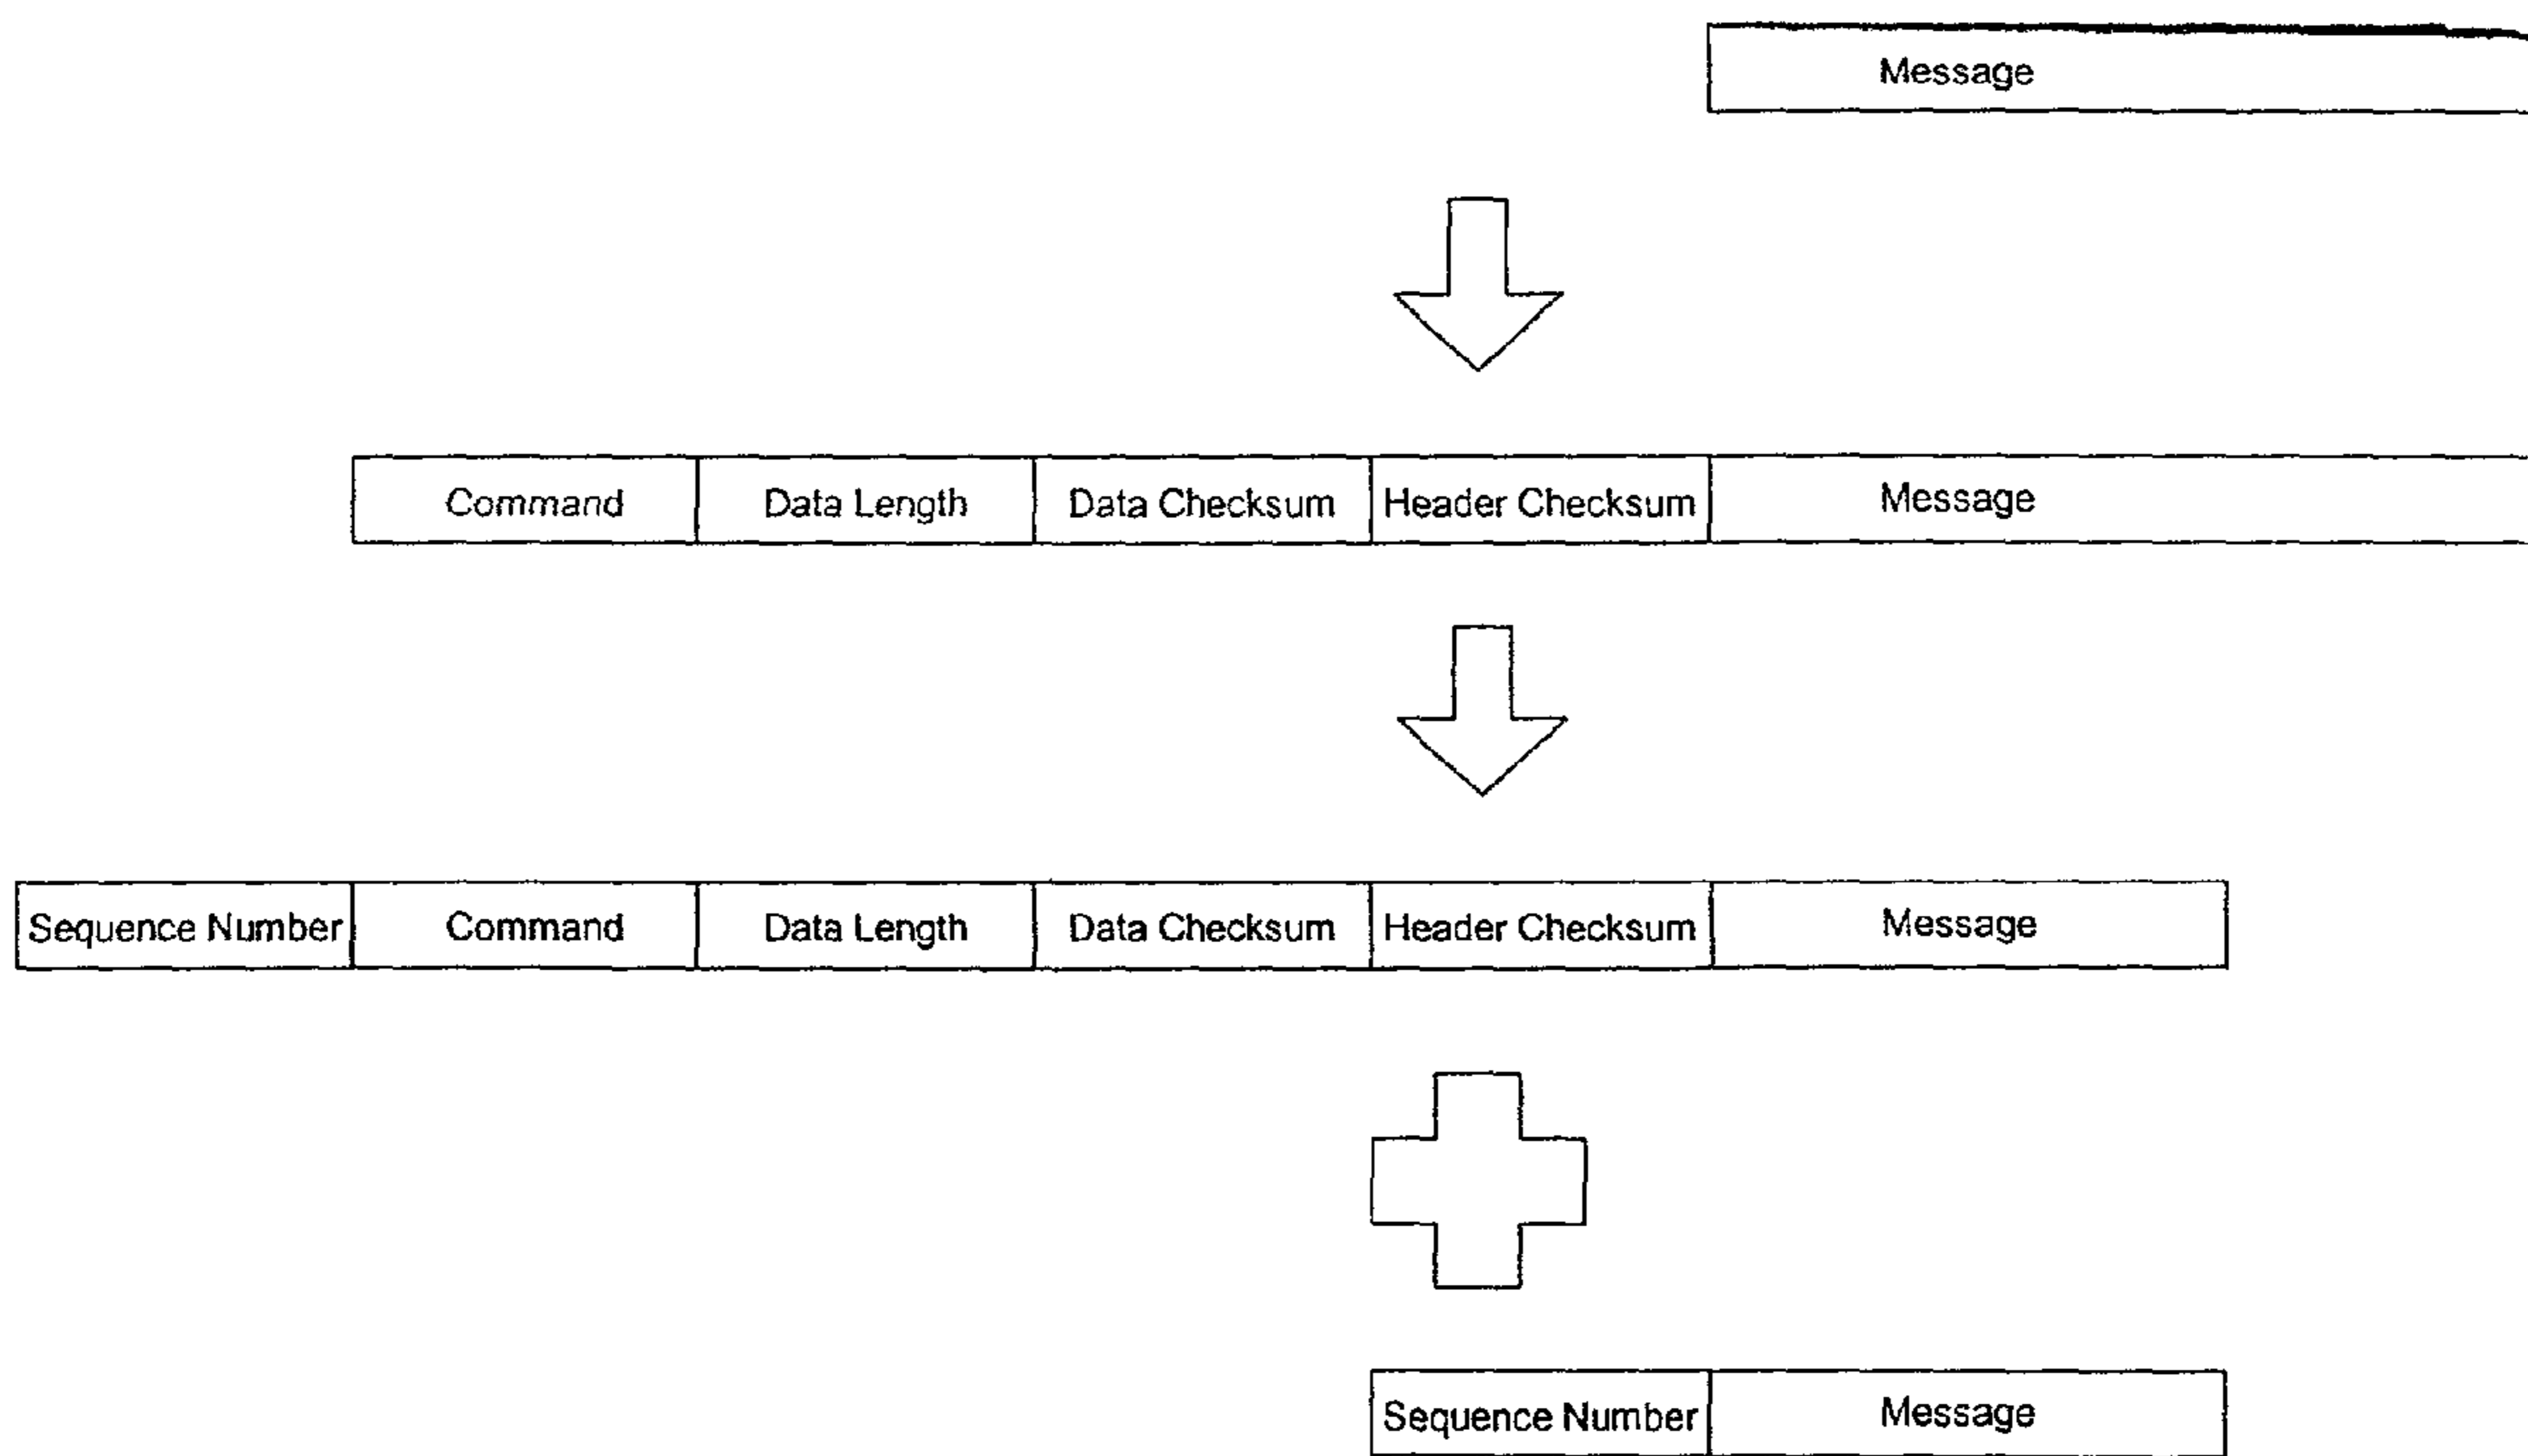 Message
Command Data Length Data Checksum Header Checksum Message
Sequence Number Command Data Length Data Checksum Header Checksum Message
Sequence Number Message